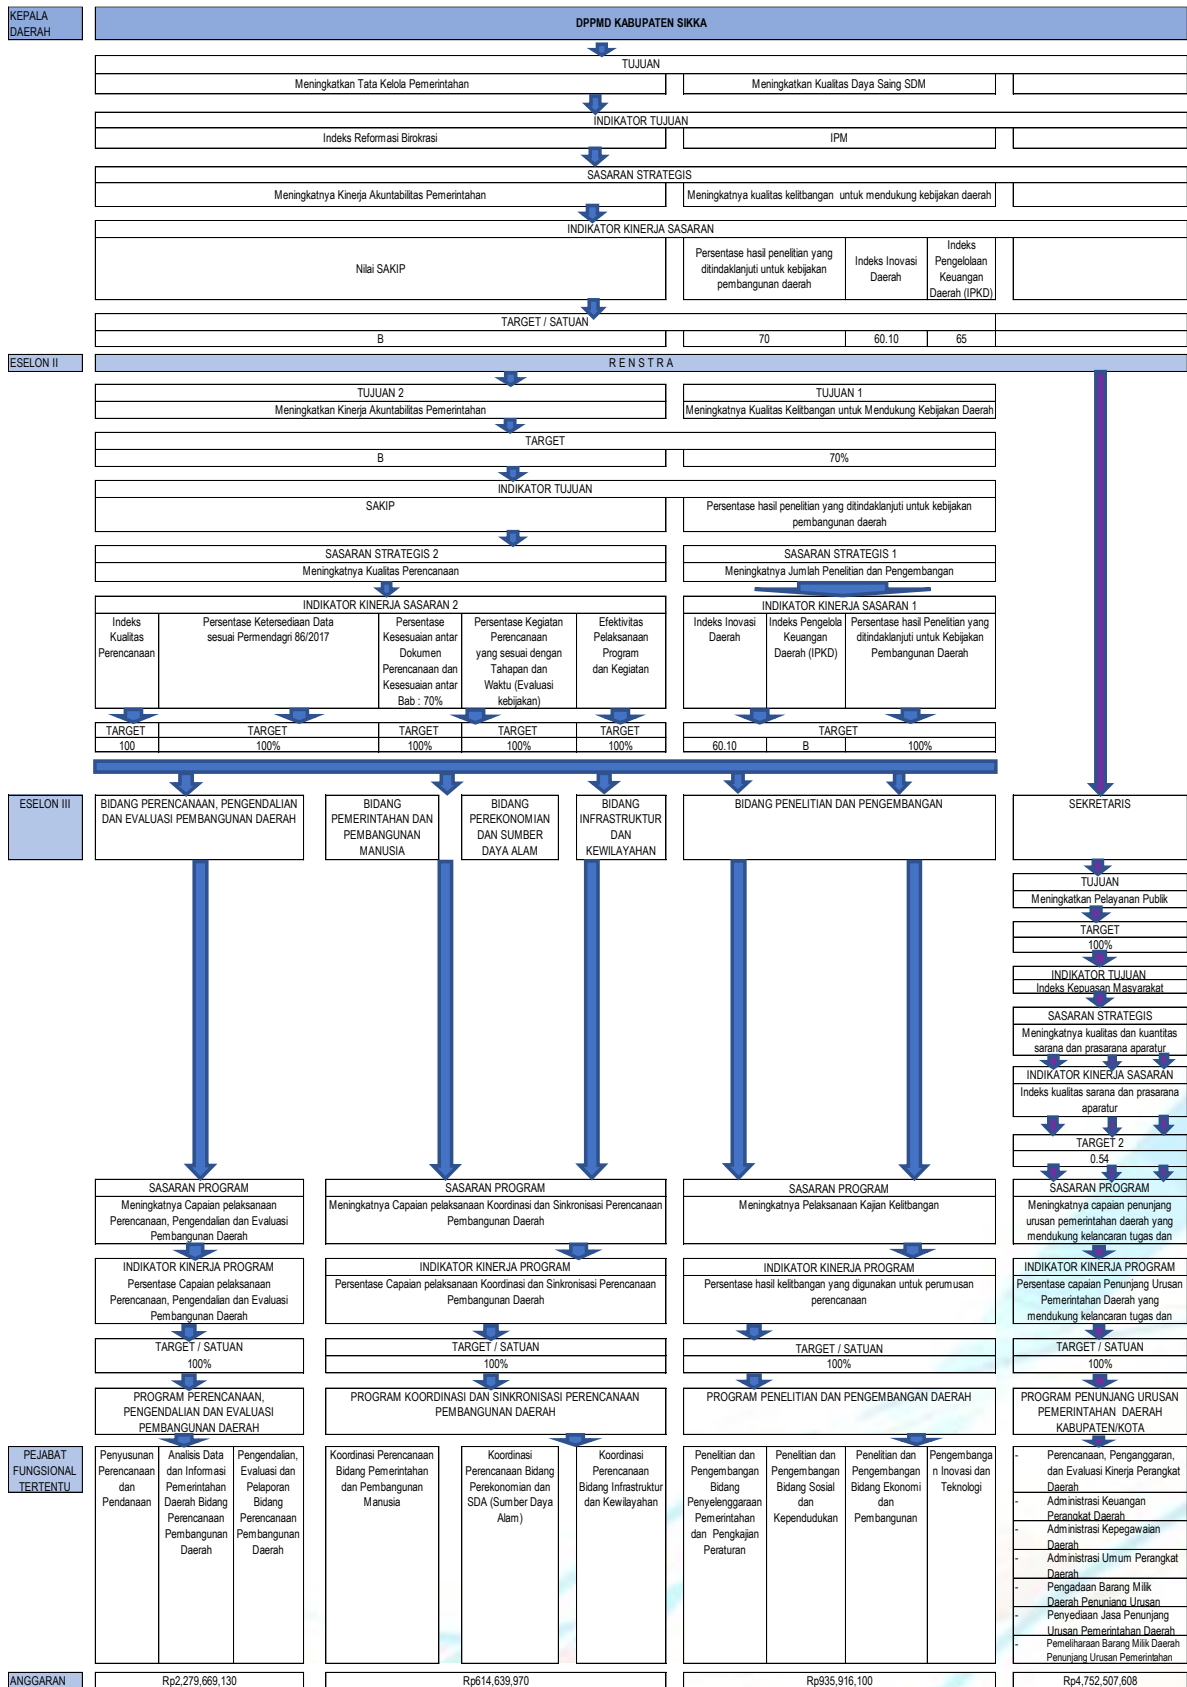 KEPALA
DAERAH
DPPMD KABUPATEN SIKKA
TUJUAN
Meningkatkan Tata Kelola Pemerintahan
Meningkatkan Kualitas Daya Saing SDM
INDIKATOR TUJUAN
Indeks Reformasi Birokrasi
IPM
SASARAN STRATEGIS
Meningkatnya Kinerja Akuntabilitas Pemerintahan
Meningkatnya kualitas kelitbangan untuk mendukung kebijakan daerah
INDIKATOR KINERJA SASARAN
Nilai SAKIP
Persentase hasil penelitian yang
ditindaklanjuti untuk kebijakan
pembangunan daerah
Indeks Inovasi
Daerah
Indeks
Pengelolaan
Keuangan
Daerah (IPKD)
TARGET / SATUAN
B
70
60.10
65
ESELON II
R E N S T R A
TUJUAN 2
Meningkatkan Kinerja Akuntabilitas Pemerintahan
TUJUAN 1
Meningkatnya Kualitas Kelitbangan untuk Mendukung Kebijakan Daerah
TARGET
B
70%
INDIKATOR TUJUAN
SAKIP
Persentase hasil penelitian yang ditindaklanjuti untuk kebijakan
pembangunan daerah
SASARAN STRATEGIS 2
Meningkatnya Kualitas Perencanaan
SASARAN STRATEGIS 1
Meningkatnya Jumlah Penelitian dan Pengembangan
INDIKATOR KINERJA SASARAN 2
Indeks
Kualitas
Perencanaan
Persentase Ketersediaan Data
sesuai Permendagri 86/2017
Persentase
Kesesuaian antar
Dokumen
Perencanaan dan
Kesesuaian antar
Bab : 70%
Persentase Kegiatan
Perencanaan
yang sesuai dengan
Tahapan dan
Waktu (Evaluasi
kebijakan)
Efektivitas
Pelaksanaan
Program
dan Kegiatan
INDIKATOR KINERJA SASARAN 1
Indeks Inovasi
Daerah
Indeks Pengelola
Keuangan
Daerah (IPKD)
Persentase hasil Penelitian yang
ditindaklanjuti untuk Kebijakan
Pembangunan Daerah
TARGET
TARGET
TARGET
TARGET
TARGET
TARGET
100
100%
100%
100%
100%
60.10
B
100%
ESELON III
BIDANG PERENCANAAN, PENGENDALIAN
DAN EVALUASI PEMBANGUNAN DAERAH
BIDANG
PEMERINTAHAN DAN
PEMBANGUNAN
MANUSIA
BIDANG
PEREKONOMIAN
DAN SUMBER
DAYA ALAM
BIDANG
INFRASTRUKTUR
DAN
KEWILAYAHAN
BIDANG PENELITIAN DAN PENGEMBANGAN
SEKRETARIS
TUJUAN
Meningkatkan Pelayanan Publik
TARGET
100%
INDIKATOR TUJUAN
Indeks Kepuasan Masyarakat
SASARAN STRATEGIS
Meningkatnya kualitas dan kuantitas
sarana dan prasarana aparatur
INDIKATOR KINERJA SASARAN
Indeks kualitas sarana dan prasarana
aparatur
TARGET 2
0.54
SASARAN PROGRAM
Meningkatnya Capaian pelaksanaan
Perencanaan, Pengendalian dan Evaluasi
Pembangunan Daerah
SASARAN PROGRAM
Meningkatnya Capaian pelaksanaan Koordinasi dan Sinkronisasi Perencanaan
Pembangunan Daerah
SASARAN PROGRAM
Meningkatnya Pelaksanaan Kajian Kelitbangan
SASARAN PROGRAM
Meningkatnya capaian penunjang
urusan pemerintahan daerah yang
mendukung kelancaran tugas dan
INDIKATOR KINERJA PROGRAM
Persentase Capaian pelaksanaan
Perencanaan, Pengendalian dan Evaluasi
Pembangunan Daerah
INDIKATOR KINERJA PROGRAM
Persentase Capaian pelaksanaan Koordinasi dan Sinkronisasi Perencanaan
Pembangunan Daerah
INDIKATOR KINERJA PROGRAM
Persentase hasil kelitbangan yang digunakan untuk perumusan
perencanaan
INDIKATOR KINERJA PROGRAM
Persentase capaian Penunjang Urusan
Pemerintahan Daerah yang
mendukung kelancaran tugas dan
TARGET / SATUAN
100%
TARGET / SATUAN
100%
TARGET / SATUAN
100%
TARGET / SATUAN
100%
PROGRAM PERENCANAAN,
PENGENDALIAN DAN EVALUASI
PEMBANGUNAN DAERAH
PROGRAM KOORDINASI DAN SINKRONISASI PERENCANAAN
PEMBANGUNAN DAERAH
PROGRAM PENELITIAN DAN PENGEMBANGAN DAERAH
PROGRAM PENUNJANG URUSAN
PEMERINTAHAN DAERAH
KABUPATEN/KOTA
PEJABAT
FUNGSIONAL
TERTENTU
Penyusunan
Perencanaan
dan
Pendanaan
Analisis Data
dan Informasi
Pemerintahan
Daerah Bidang
Perencanaan
Pembangunan
Daerah
Pengendalian,
Evaluasi dan
Pelaporan
Bidang
Perencanaan
Pembangunan
Daerah
Koordinasi Perencanaan
Bidang Pemerintahan
dan Pembangunan
Manusia
Koordinasi
Perencanaan Bidang
Perekonomian dan
SDA (Sumber Daya
Alam)
Koordinasi
Perencanaan
Bidang Infrastruktur
dan Kewilayahan
Penelitian dan
Pengembangan
Bidang
Penyelenggaraan
Pemerintahan
dan Pengkajian
Peraturan
Penelitian dan
Pengembangan
Bidang Sosial
dan
Kependudukan
Penelitian dan
Pengembangan
Bidang Ekonomi
dan
Pembangunan
Pengembanga
n Inovasi dan
Teknologi
- Perencanaan, Penganggaran,
dan Evaluasi Kinerja Perangkat
Daerah
- Administrasi Keuangan
Perangkat Daerah
- Administrasi Kepegawaian
Daerah
- Administrasi Umum Perangkat
Daerah
- Pengadaan Barang Milik
Daerah Penunjang Urusan
- Penyediaan Jasa Penunjang
Urusan Pemerintahan Daerah
- Pemeliharaan Barang Milik Daerah
Penunjang Urusan Pemerintahan
ANGGARAN
Rp2,279,669,130
Rp614,639,970
Rp935,916,100
Rp4,752,507,608